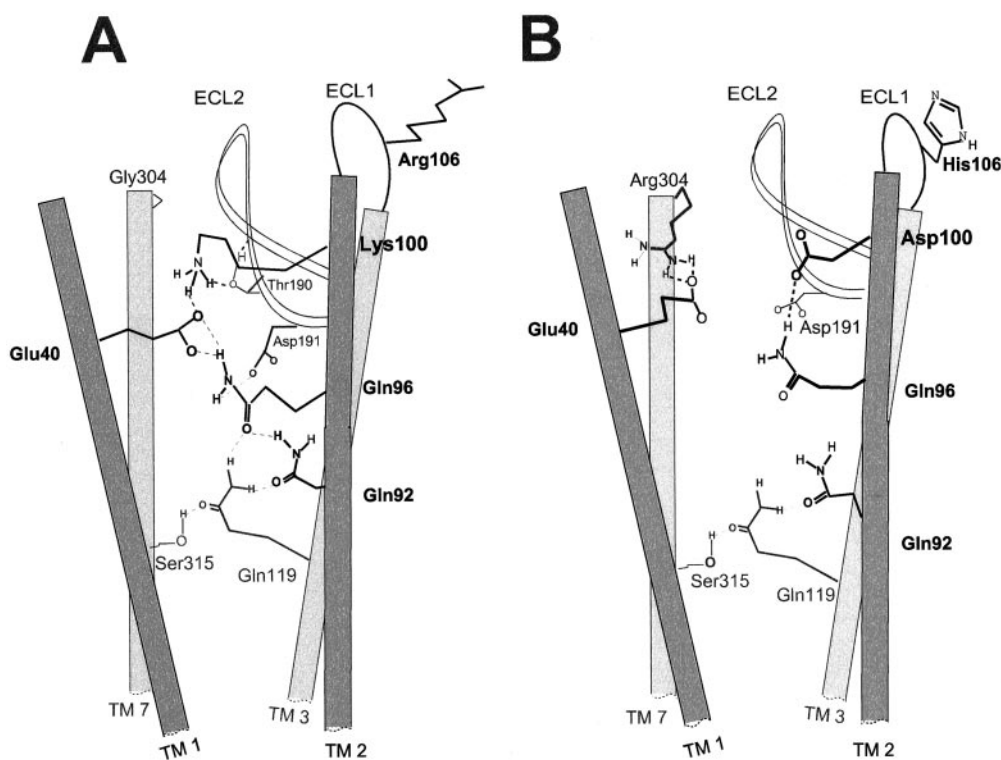 A
ECL2
ECL1
Arg106
Gly304
Lys100
H
N
H
H
H
O
Thr190
O
O
Glu40
Asp191
O
O
H
N
H
O
Gln96
O
H
N
H
H
H
O
O
Gln92
H
O
Ser315
Gln119
TM 7
TM 1
TM 3
TM 2
B
ECL2
ECL1
N
N
H
His106
Arg304
Asp100
H
N
H
N
H
H
O
O
O
O
O
O
Asp191
Glu40
H
H
N
O
Gln96
H
H
N
H
H
O
O
Gln92
H
O
Ser315
Gln119
TM 7
TM 1
TM 3
TM 2